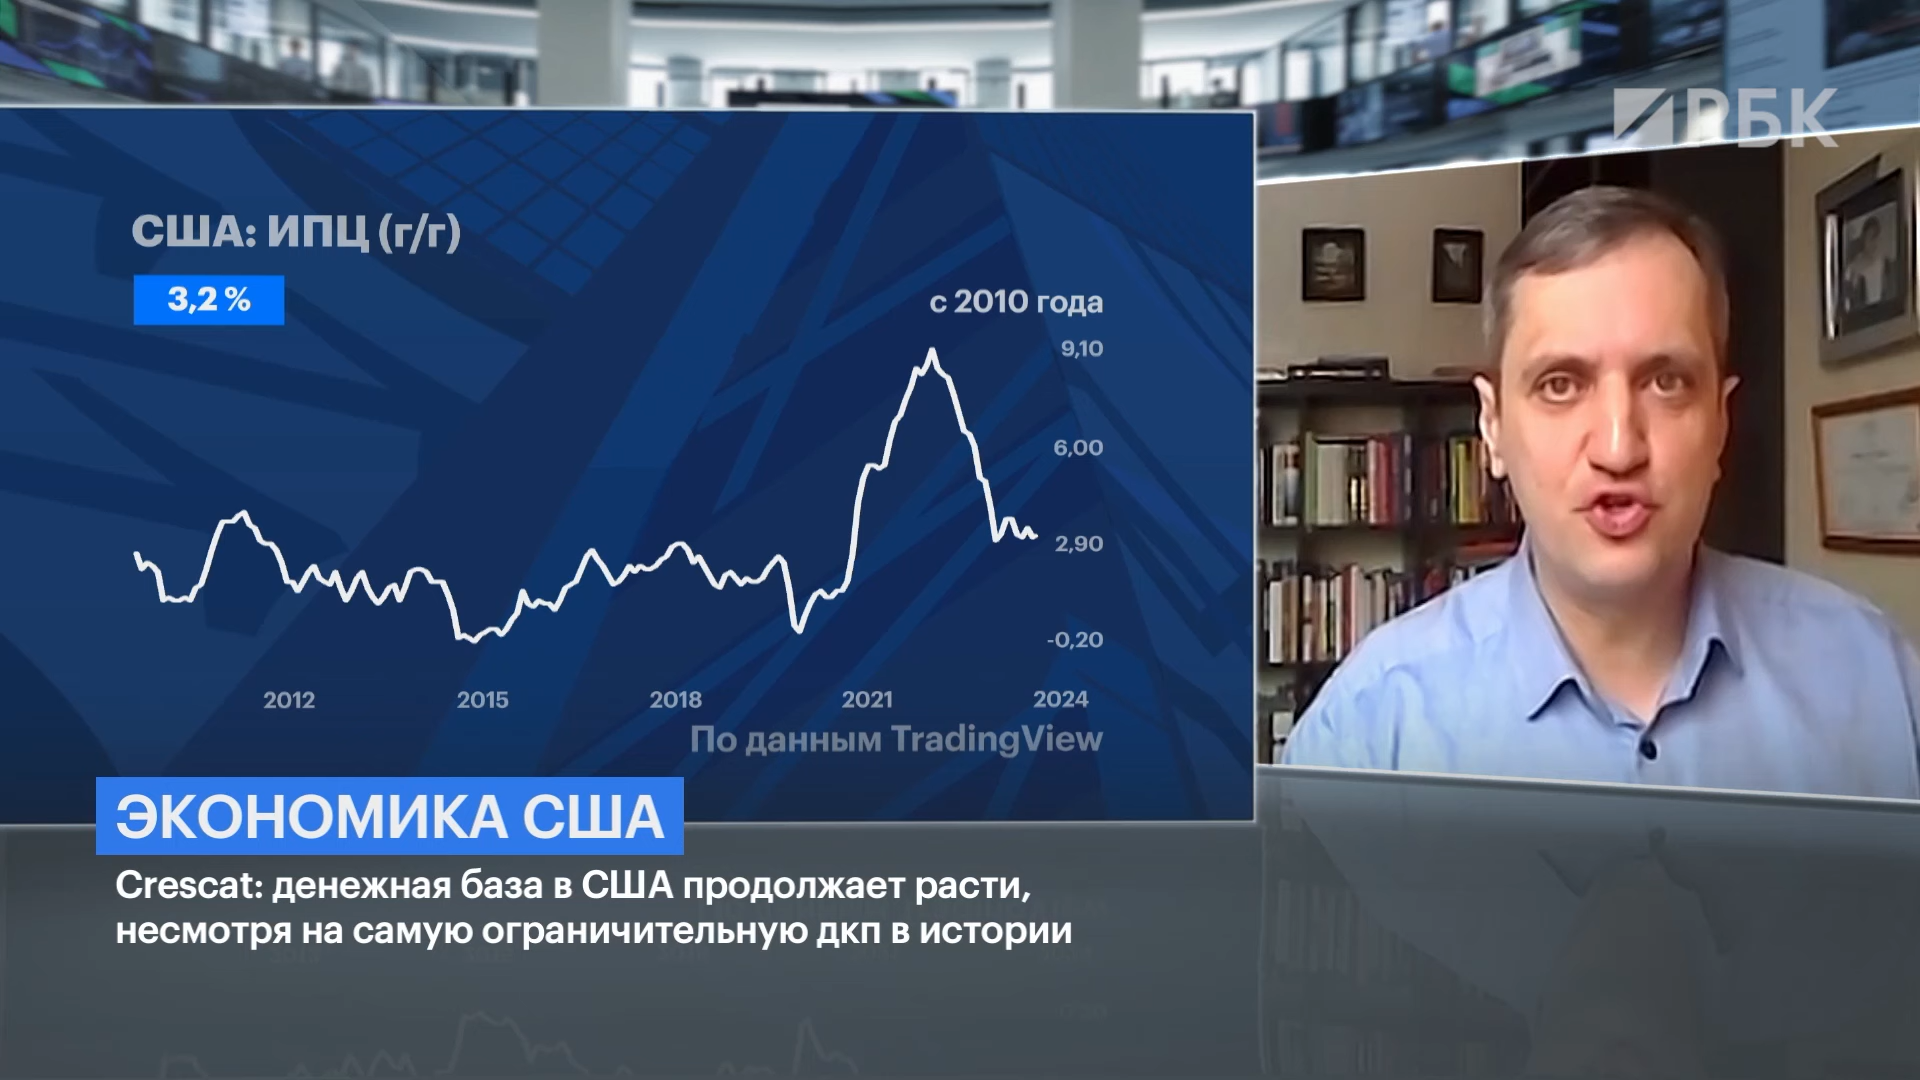 РБК
США: ИПЦ (г/г)
3,2 %
с 2010 года
9,10
6,00
2,90
-0,20
2012 2015 2018 2021 2024
По данным TradingView
ЭКОНОМИКА США
Crescat: денежная база в США продолжает расти,
несмотря на самую ограничительную дкп в истории